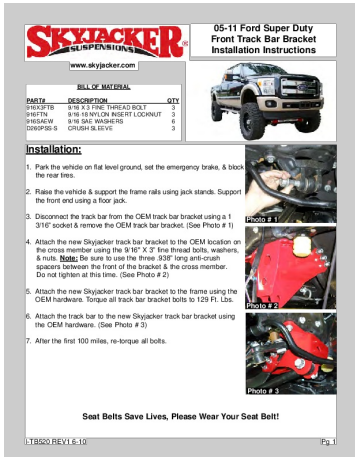 SKYJACKER®
SUSPENSIONS
www.skyjacker.com
05-11 Ford Super Duty
Front Track Bar Bracket
Installation Instructions
BILL OF MATERIAL
PART# DESCRIPTION QTY
916X3FTB 9/16 X 3 FINE THREAD BOLT 3
916FTN 9/16-18 NYLON INSERT LOCKNUT 3
916SAEW 9/16 SAE WASHERS 6
D260PSS-S CRUSH SLEEVE 3
Installation:
1. Park the vehicle on flat level ground, set the emergency brake, & block
the rear tires.
2. Raise the vehicle & support the frame rails using jack stands. Support
the front end using a floor jack.
3. Disconnect the track bar from the OEM track bar bracket using a 1
3/16" socket & remove the OEM track bar bracket. (See Photo # 1)
4. Attach the new Skyjacker track bar bracket to the OEM location on
the cross member using the 9/16" X 3" fine thread bolts, washers,
& nuts. Note: Be sure to use the three .938" long anti-crush
spacers between the front of the bracket & the cross member.
Do not tighten at this time. (See Photo # 2)
5. Attach the new Skyjacker track bar bracket to the frame using the
OEM hardware. Torque all track bar bracket bolts to 129 Ft. Lbs.
6. Attach the track bar to the new Skyjacker track bar bracket using
the OEM hardware. (See Photo # 3)
7. After the first 100 miles, re-torque all bolts.
Photo # 1
Photo # 2
Photo # 3
Seat Belts Save Lives, Please Wear Your Seat Belt!
I-TB520 REV1 6-10 Pg. 1